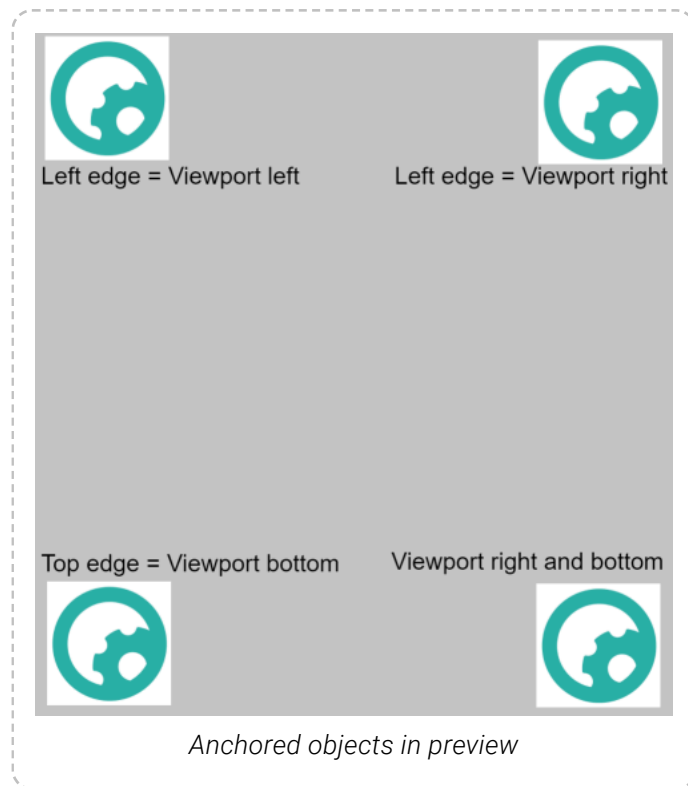 Left edge = Viewport left
Left edge = Viewport right
Top edge = Viewport bottom
Viewport right and bottom
Anchored objects in preview